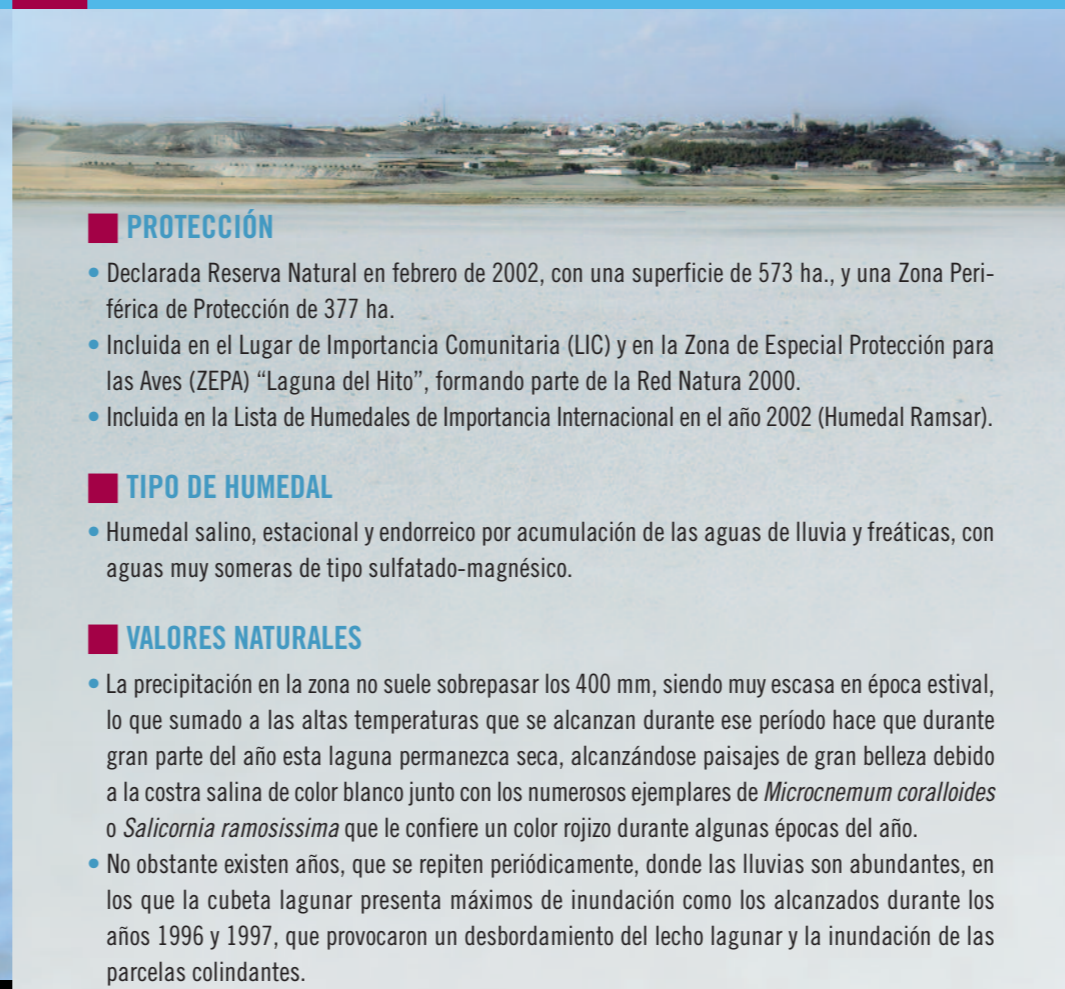 PROTECCIÓN
• Declarada Reserva Natural en febrero de 2002, con una superficie de 573 ha., y una Zona Peri-
férica de Protección de 377 ha.
• Incluida en el Lugar de Importancia Comunitaria (LIC) y en la Zona de Especial Protección para
las Aves (ZEPA) “Laguna del Hito”, formando parte de la Red Natura 2000.
• Incluida en la Lista de Humedales de Importancia Internacional en el año 2002 (Humedal Ramsar).
TIPO DE HUMEDAL
• Humedal salino, estacional y endorreico por acumulación de las aguas de lluvia y freáticas, con
aguas muy someras de tipo sulfatado-magnésico.
VALORES NATURALES
• La precipitación en la zona no suele sobrepasar los 400 mm, siendo muy escasa en época estival,
lo que sumado a las altas temperaturas que se alcanzan durante ese período hace que durante
gran parte del año esta laguna permanezca seca, alcanzándose paisajes de gran belleza debido
a la costra salina de color blanco junto con los numerosos ejemplares de Microcnemum coralloides
o Salicornia ramosissima que le confiere un color rojizo durante algunas épocas del año.
• No obstante existen años, que se repiten periódicamente, donde las lluvias son abundantes, en
los que la cubeta lagunar presenta máximos de inundación como los alcanzados durante los
años 1996 y 1997, que provocaron un desbordamiento del lecho lagunar y la inundación de las
parcelas colindantes.